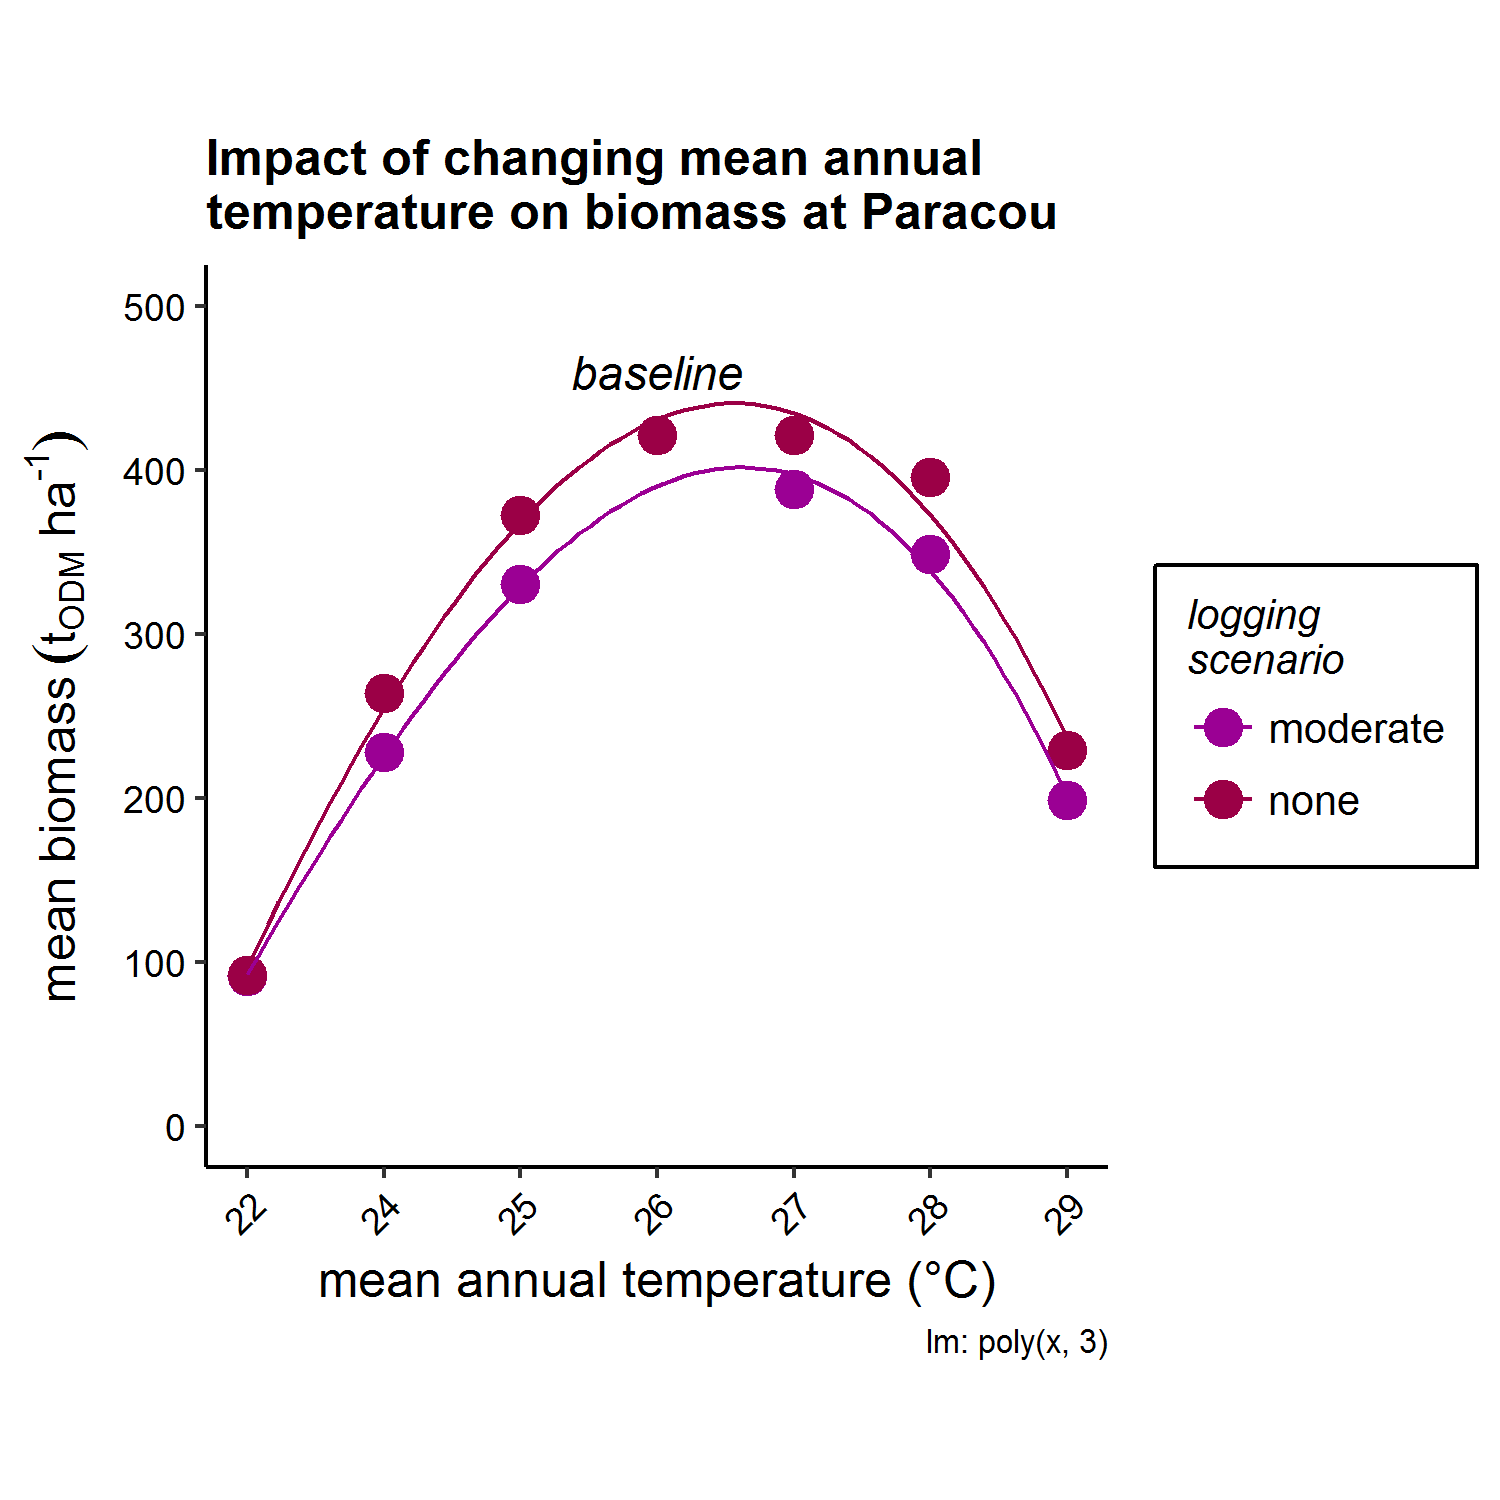 Impact of changing mean annual
temperature on biomass at Paracou
500
400
300
200
100
0
mean biomass (t_ODM ha^-1)
baseline
22
24
25
26
27
28
29
mean annual temperature (°C)
lm: poly(x, 3)
logging
scenario
moderate
none